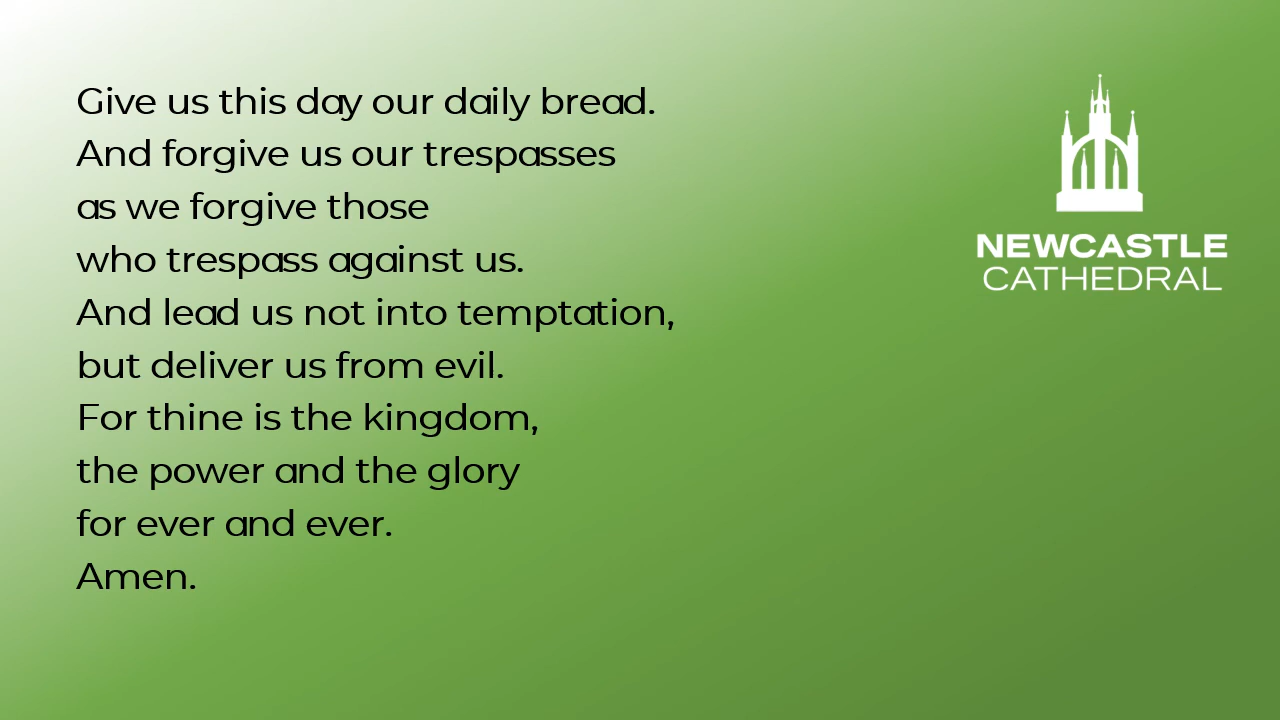 Give us this day our daily bread.
And forgive us our trespasses
as we forgive those
who trespass against us.
And lead us not into temptation,
but deliver us from evil.
For thine is the kingdom,
the power and the glory
for ever and ever.
Amen.
NEWCASTLE
CATHEDRAL